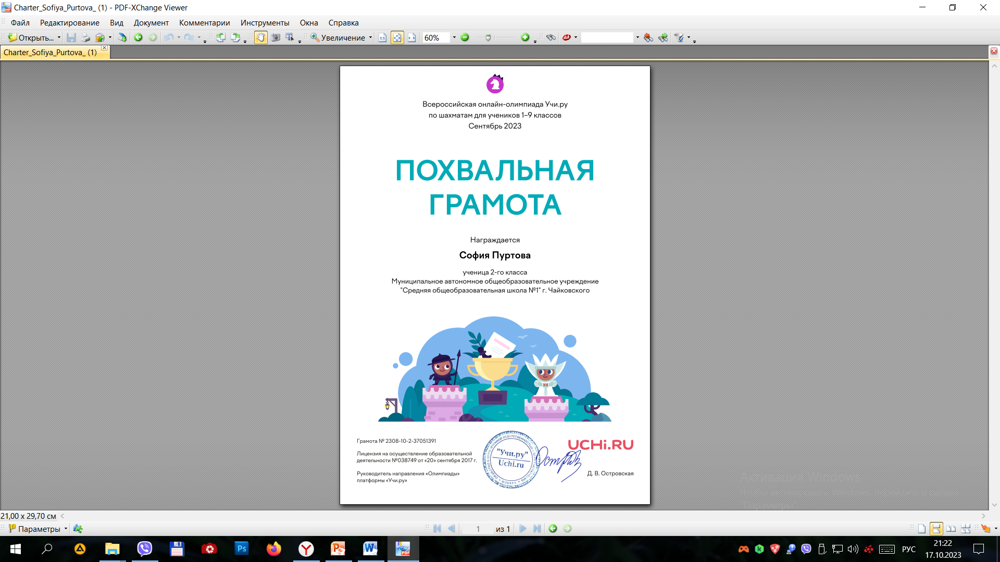 Charter_Sofiya_Purtova_ (1) - PDF-XChange Viewer
Файл Редактирование Вид Документ Комментарии Инструменты Окна Справка
Открыть... Увеличение 60%
Charter_Sofiya_Purtova_ (1)
Всероссийская онлайн-олимпиада Учи.ру
по шахматам для учеников 1–9 классов
Сентябрь 2023
ПОХВАЛЬНАЯ
ГРАМОТА
Награждается
София Пуртова
ученица 2-го класса
Муниципальное автономное общеобразовательное учреждение
"Средняя общеобразовательная школа №1" г. Чайковского
Грамота № 2308-10-2-37051391
Лицензия на осуществление образовательной
деятельности №038749 от «20» сентября 2017 г.
Руководитель направления «Олимпиады»
платформы «Учи.ру»
"Учи.ру"
Uchi.ru
МОСКВА
UCHi.RU
Д. В. Островская
Активация Windows
Чтобы активировать Windows, перейдите в раздел
"Параметры".
21,00 x 29,70 см
Параметры 1 из 1
Ps
РУС
21:22
17.10.2023